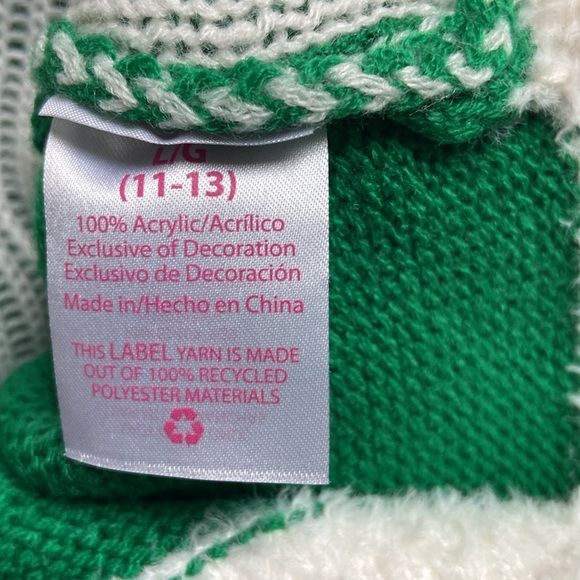 L/G
(11-13)
100% Acrylic/Acrílico
Exclusive of Decoration
Exclusivo de Decoración
Made in/Hecho en China
THIS LABEL YARN IS MADE
OUT OF 100% RECYCLED
POLYESTER MATERIALS